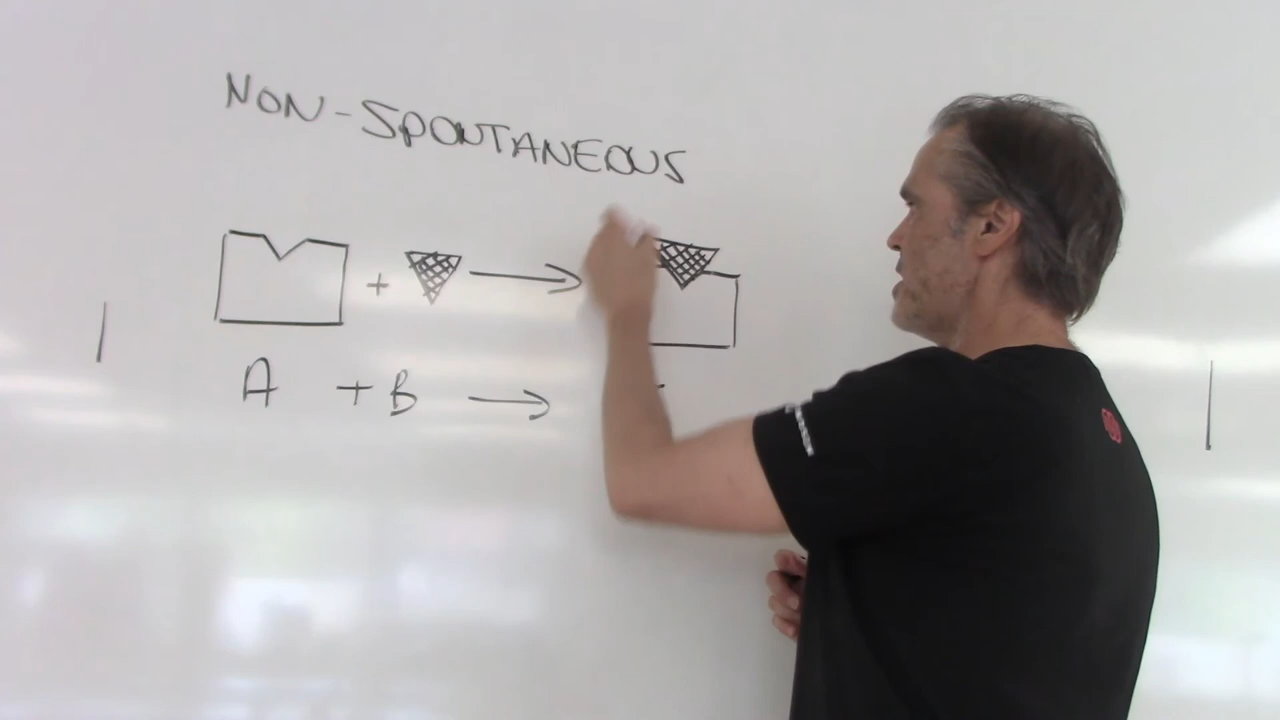 NON-SPONTANEOUS
+ →
A + B →